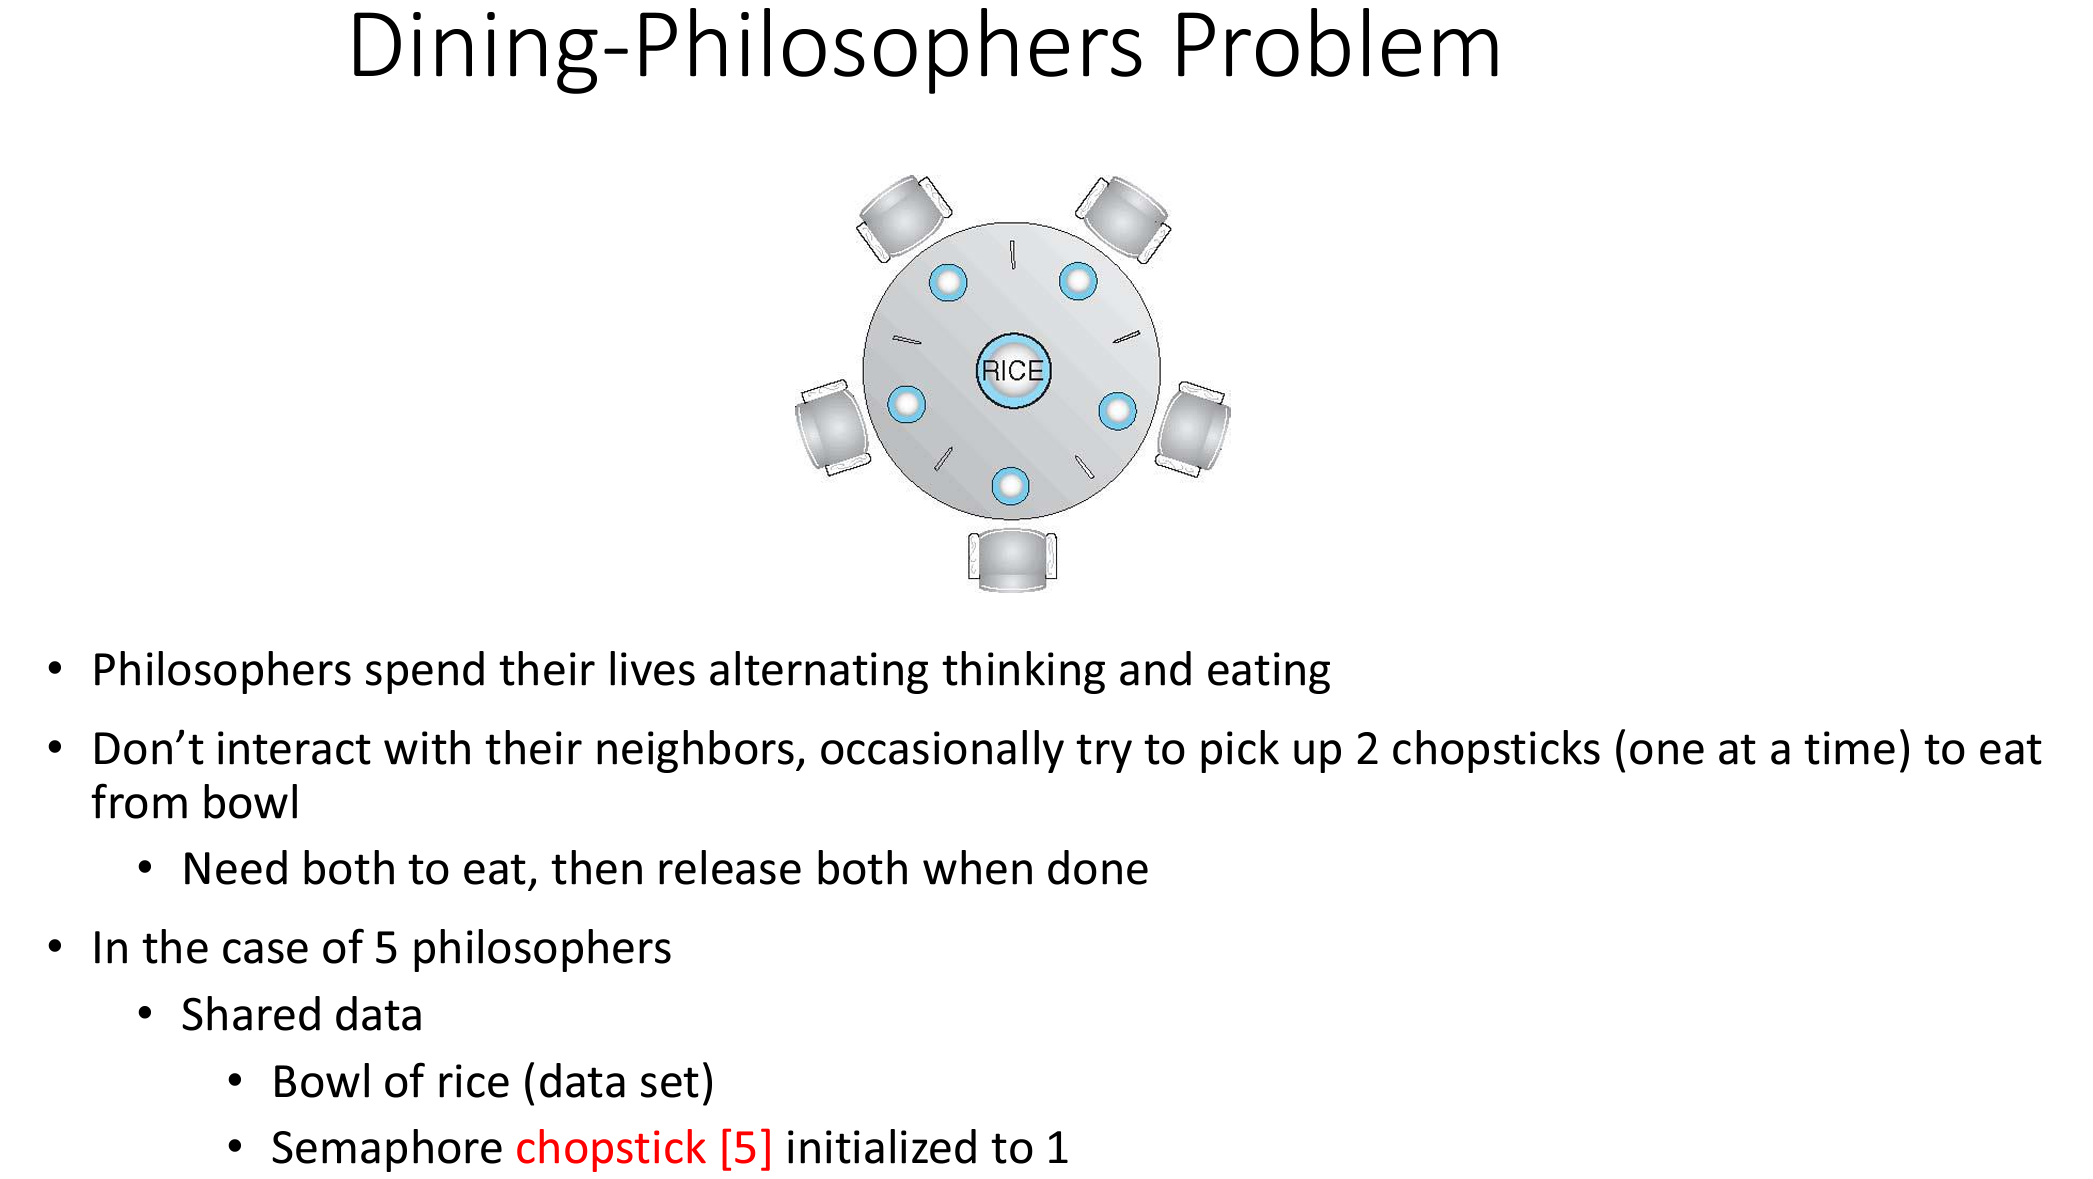 Dining-Philosophers Problem
RICE
• Philosophers spend their lives alternating thinking and eating
• Don’t interact with their neighbors, occasionally try to pick up 2 chopsticks (one at a time) to eat
from bowl
• Need both to eat, then release both when done
• In the case of 5 philosophers
• Shared data
• Bowl of rice (data set)
• Semaphore chopstick [5] initialized to 1